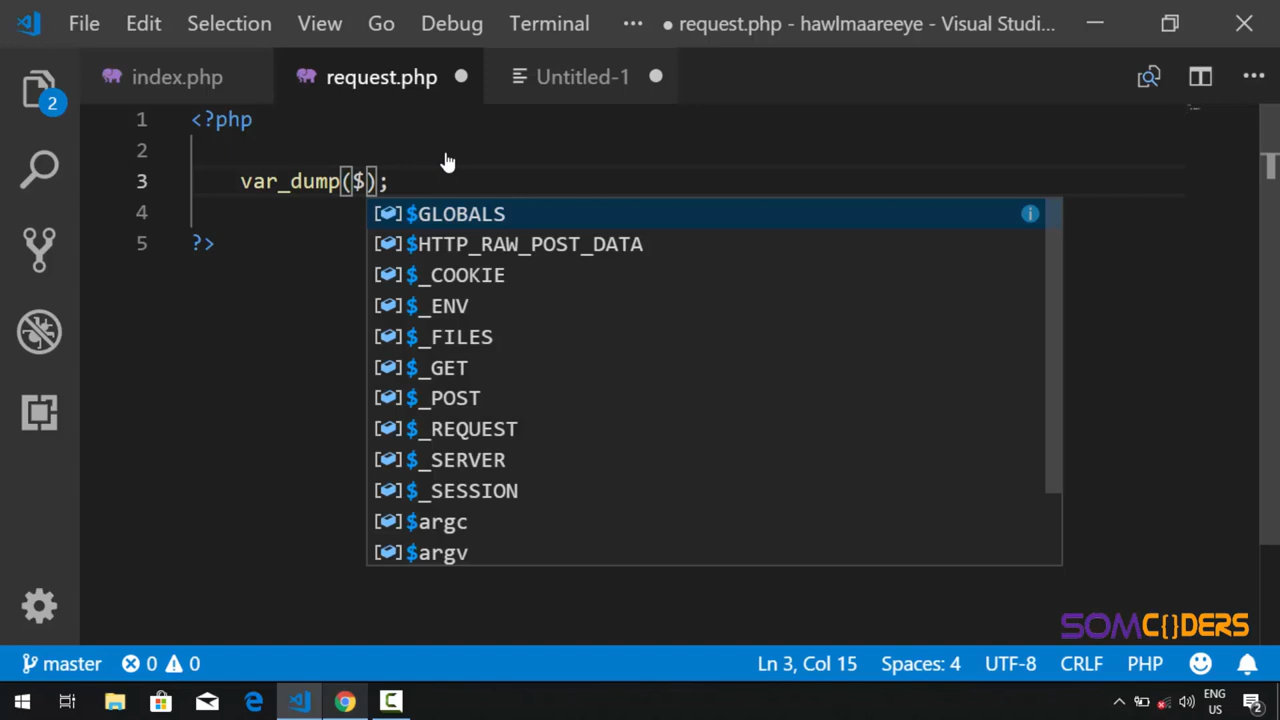 File Edit Selection View Go Debug Terminal ··· ● request.php - hawlmaareeye - Visual Studi...
index.php request.php ● Untitled-1 ●
2
1 <?php
2
3 var_dump($);
4
5 ?>
$GLOBALS
$HTTP_RAW_POST_DATA
$_COOKIE
$_ENV
$_FILES
$_GET
$_POST
$_REQUEST
$_SERVER
$_SESSION
$argc
$argv
SOMC{}DERS
master 0 0 Ln 3, Col 15 Spaces: 4 UTF-8 CRLF PHP
ENG
US
2